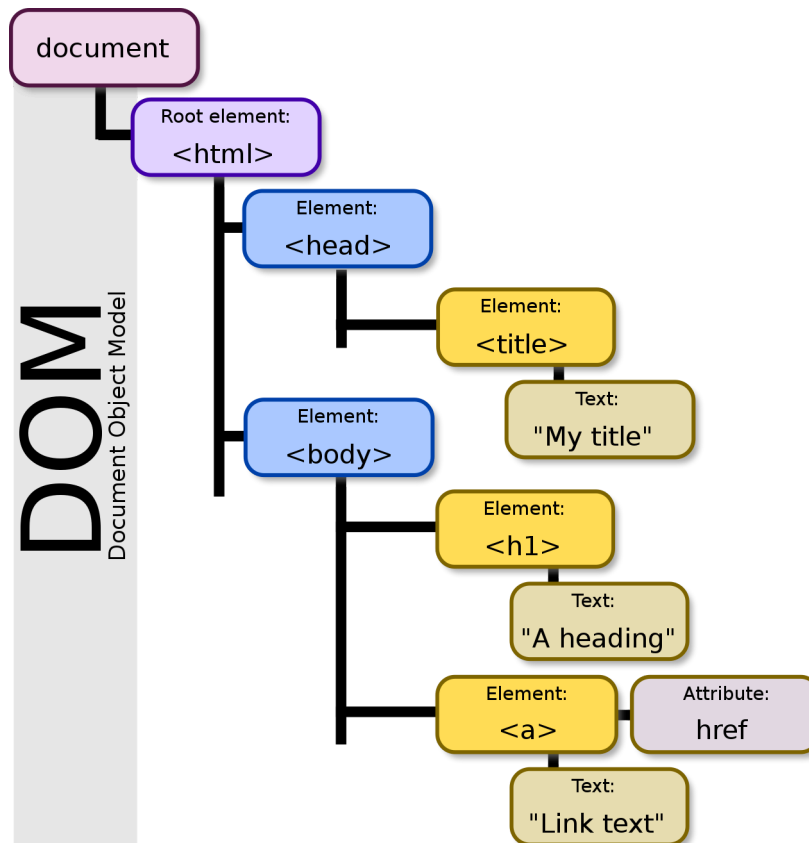 document
Root element:
<html>
Element:
<head>
Element:
<title>
Text:
"My title"
Element:
<body>
Element:
<h1>
Text:
"A heading"
Element:
<a>
Attribute:
href
Text:
"Link text"
DOM
Document Object Model